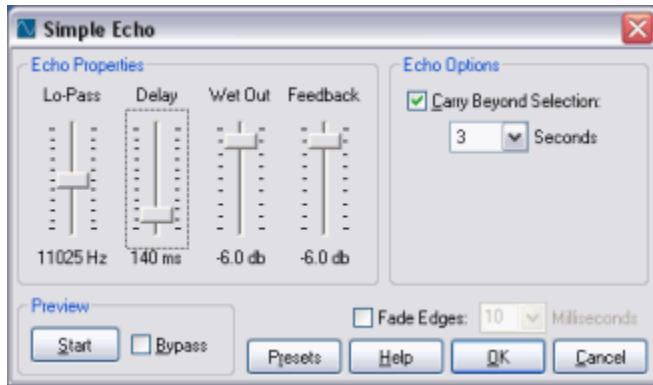 Simple Echo
Echo Properties
Lo-Pass Delay Wet Out Feedback
11025 Hz 140 ms -6.0 db -6.0 db
Echo Options
Carry Beyond Selection:
3 Seconds
Preview
Start Bypass
Fade Edges: 10 Milliseconds
Presets Help OK Cancel